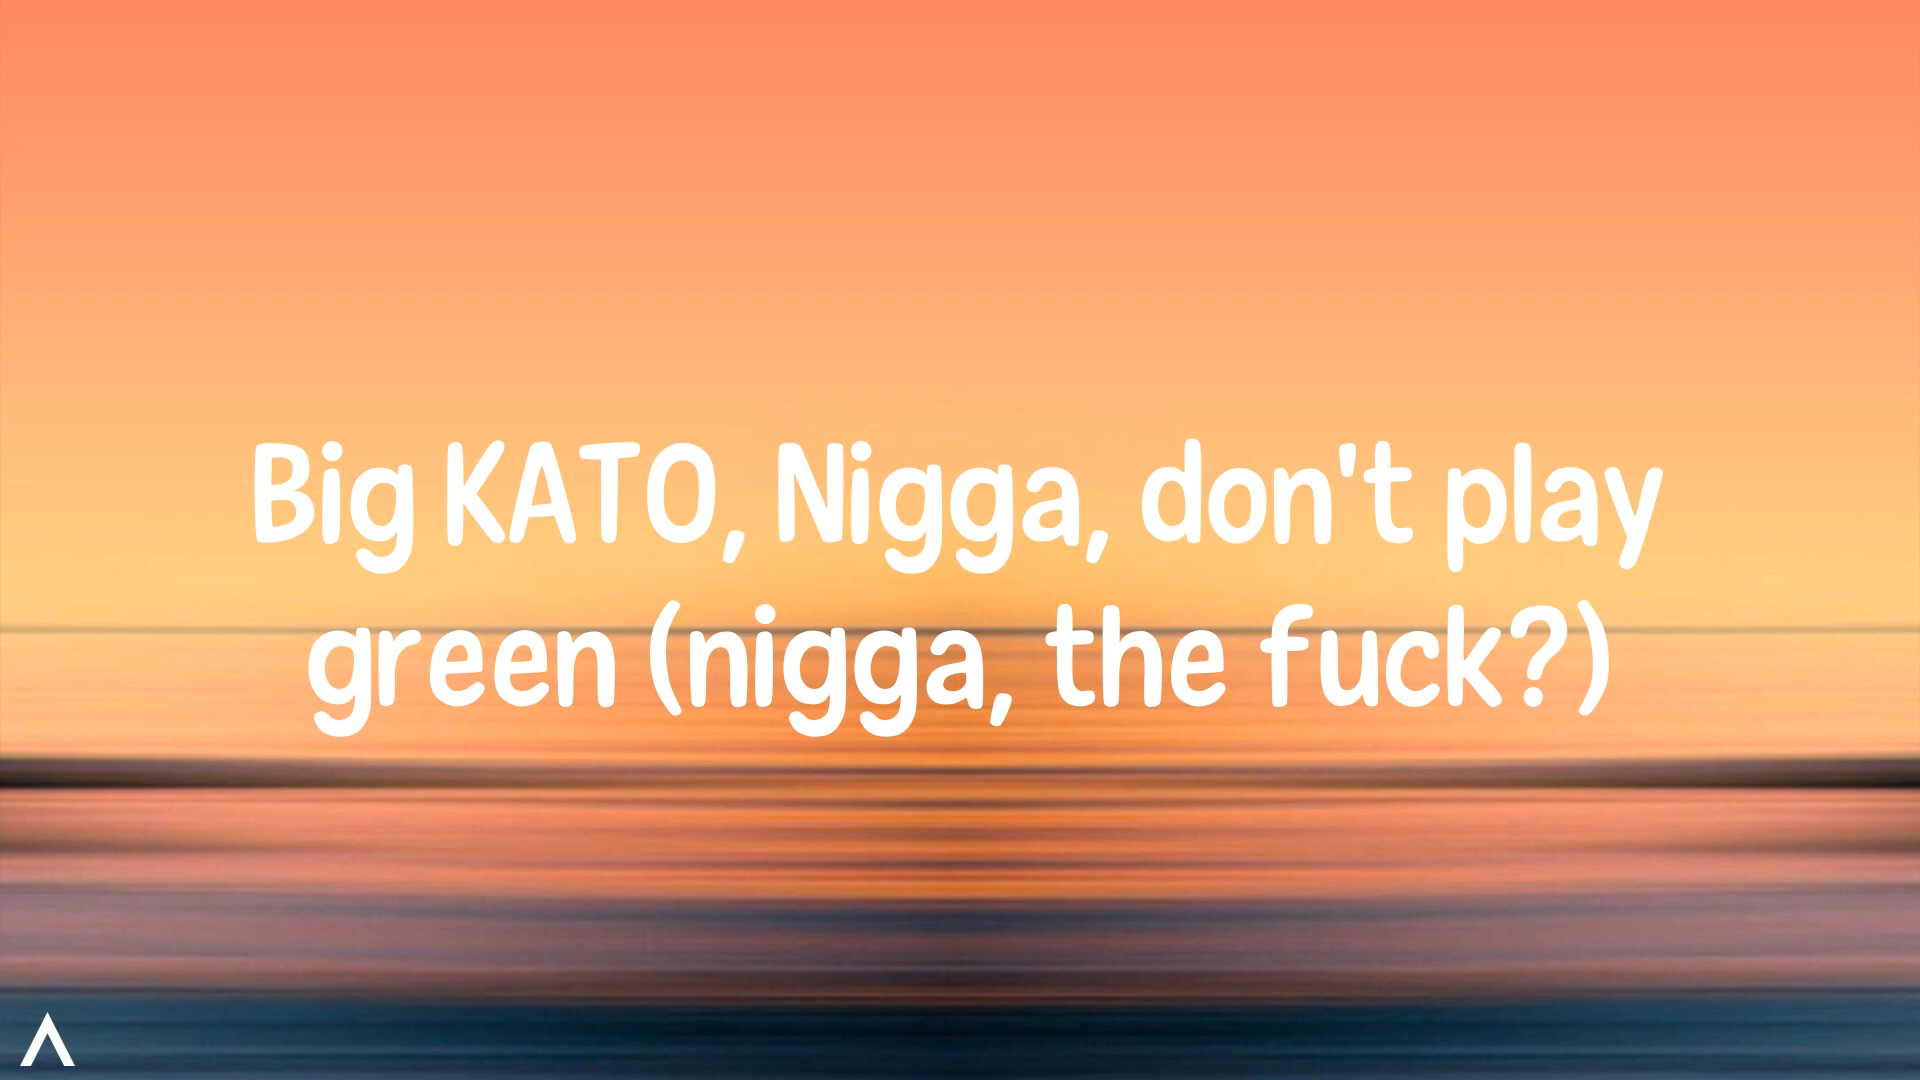 Big KATO, Nigga, don't play
green (nigga, the fuck?)